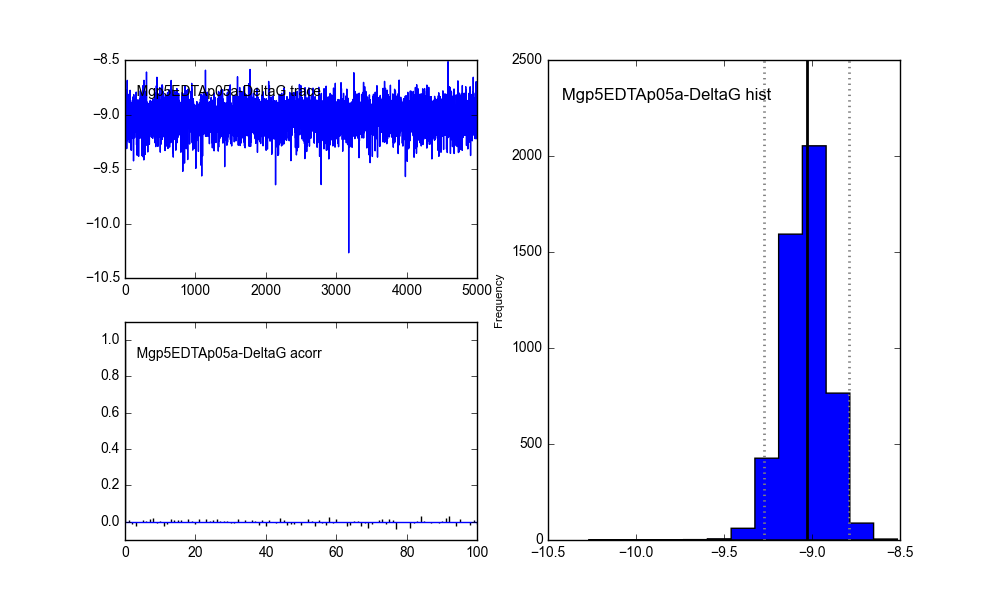 −8.5
Mgp5EDTAp05a-DeltaG trace
−9.0
−9.5
−10.0
−10.5
0 1000 2000 3000 4000 5000
1.0
Mgp5EDTAp05a-DeltaG acorr
0.8
0.6
0.4
0.2
0.0
0 20 40 60 80 100
2500
Mgp5EDTAp05a-DeltaG hist
2000
1500
Frequency
1000
500
0
−10.5 −10.0 −9.5 −9.0 −8.5